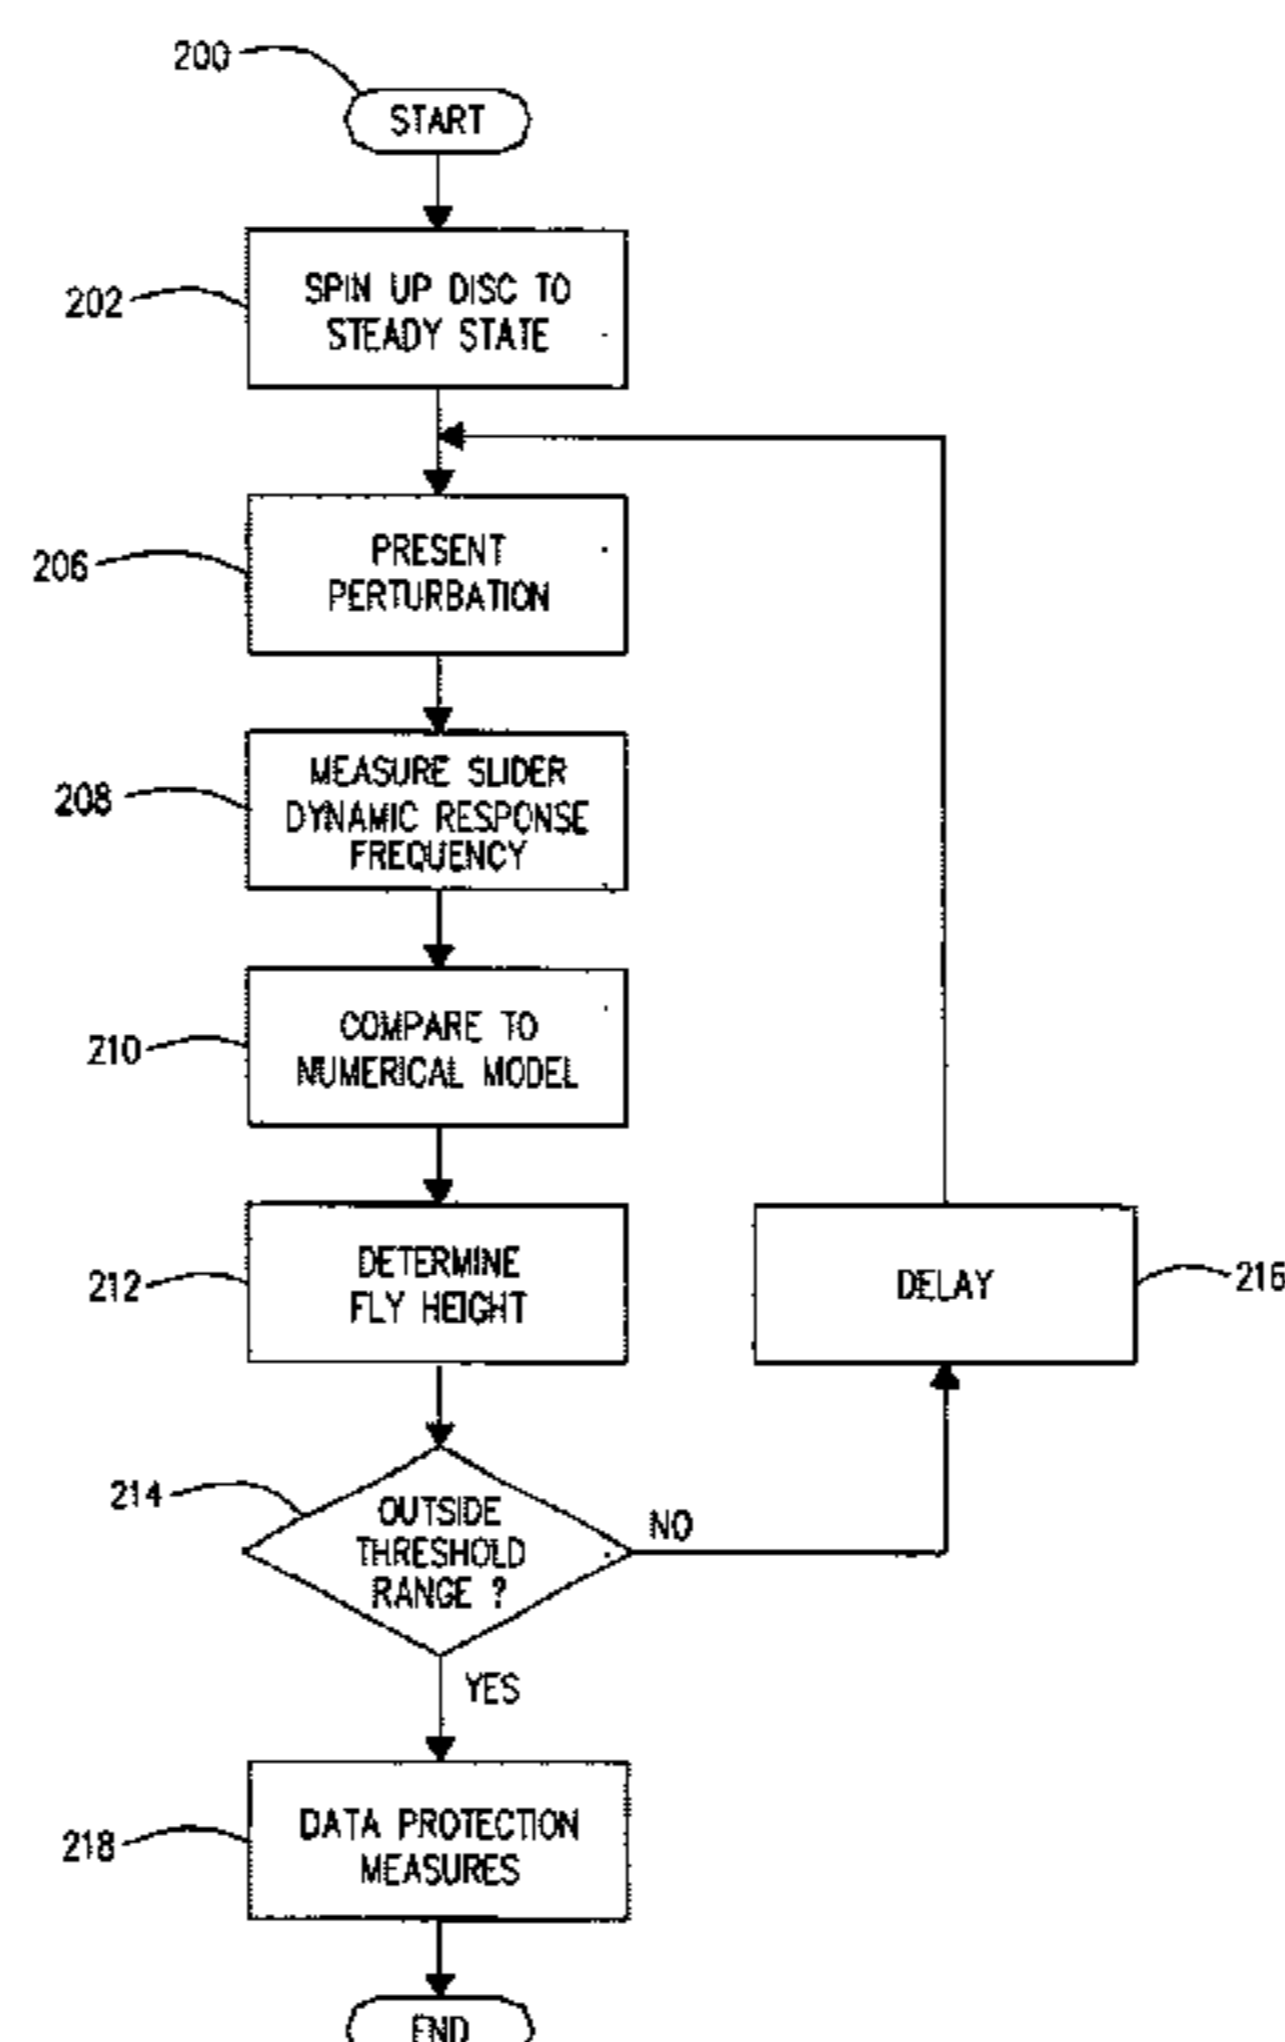 200
START
202
SPIN UP DISC TO
STEADY STATE
206
PRESENT
PERTURBATION
208
MEASURE SLIDER
DYNAMIC RESPONSE
FREQUENCY
210
COMPARE TO
NUMERICAL MODEL
212
DETERMINE
FLY HEIGHT
DELAY
216
214
OUTSIDE
THRESHOLD
RANGE ?
NO
YES
218
DATA PROTECTION
MEASURES
END